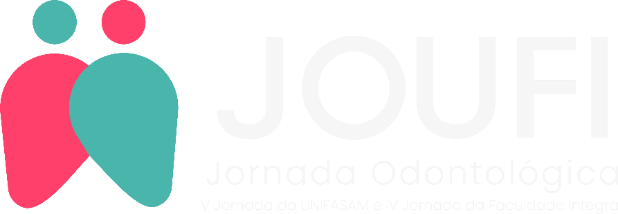 JOUFI
Jornada Odontológica
V Jornada da UNIFASAM e V Jornada da Faculdade Integra